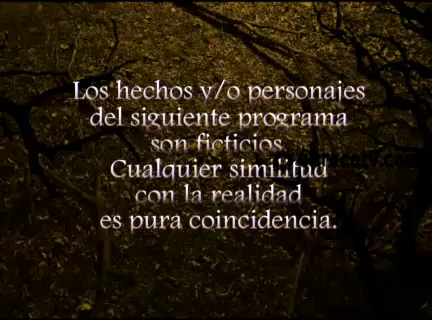 Los hechos y/o personajes
del siguiente programa
son ficticios.
Cualquier similitud
con la realidad
es pura coincidencia.